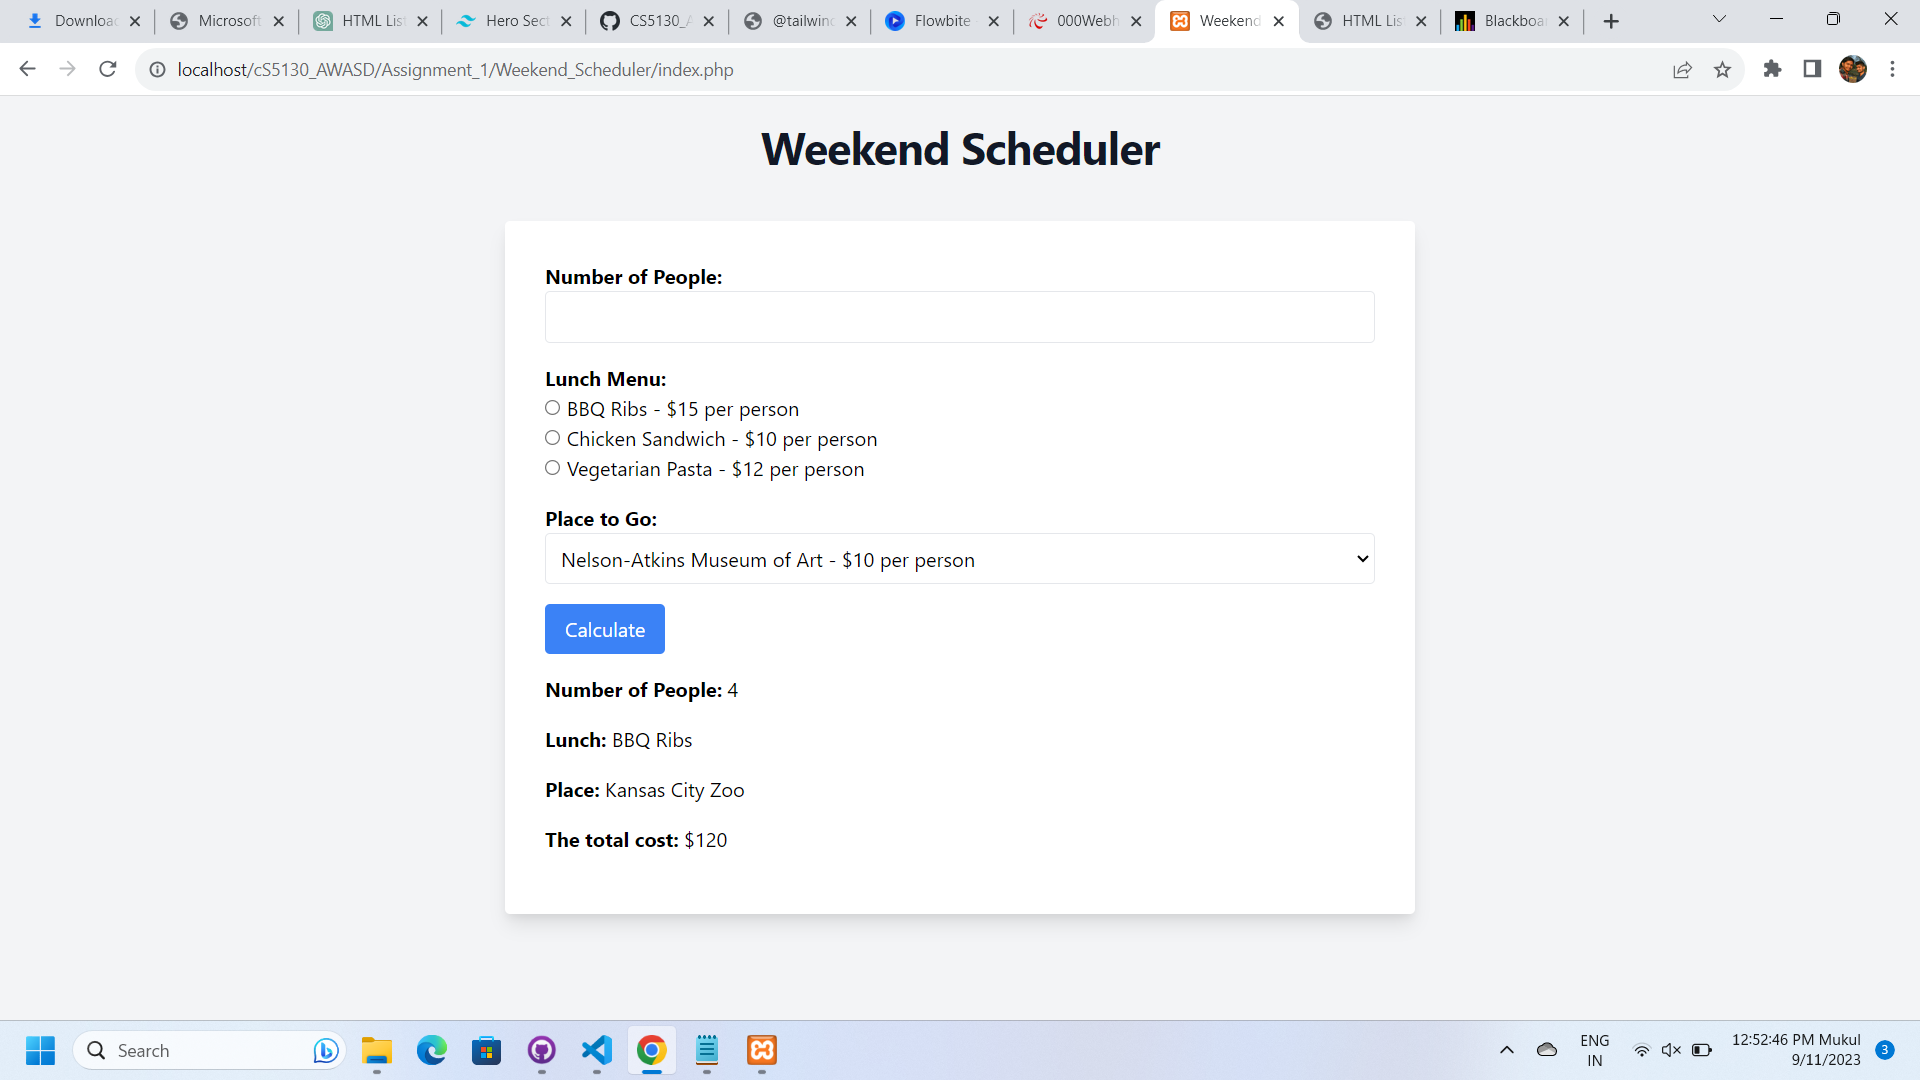 Download
Microsoft
HTML List
Hero Sect
CS5130_A
@tailwind
Flowbite
000Webh
Weekend
HTML List
Blackboar
localhost/cS5130_AWASD/Assignment_1/Weekend_Scheduler/index.php
Weekend Scheduler
Number of People:
Lunch Menu:
BBQ Ribs - $15 per person
Chicken Sandwich - $10 per person
Vegetarian Pasta - $12 per person
Place to Go:
Nelson-Atkins Museum of Art - $10 per person
Calculate
Number of People: 4
Lunch: BBQ Ribs
Place: Kansas City Zoo
The total cost: $120
Search
ENG
IN
12:52:46 PM Mukul
9/11/2023
3